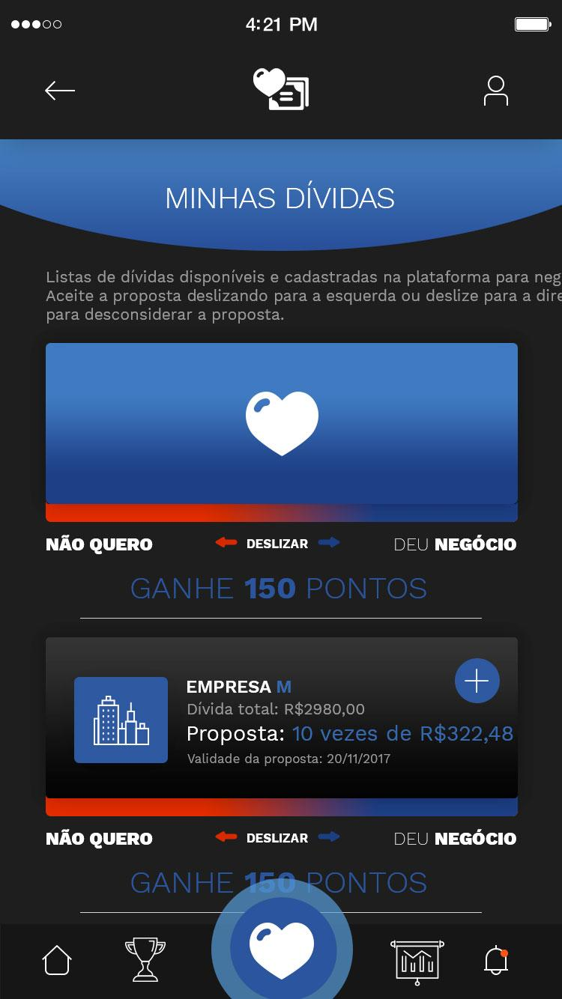 4:21 PM
MINHAS DÍVIDAS
Listas de dívidas disponíveis e cadastradas na plataforma para neg
Aceite a proposta deslizando para a esquerda ou deslize para a dire
para desconsiderar a proposta.
NÃO QUERO DESLIZAR DEU NEGÓCIO
GANHE 150 PONTOS
EMPRESA M
Dívida total: R$2980,00
Proposta: 10 vezes de R$322,48
Validade da proposta: 20/11/2017
NÃO QUERO DESLIZAR DEU NEGÓCIO
GANHE 150 PONTOS